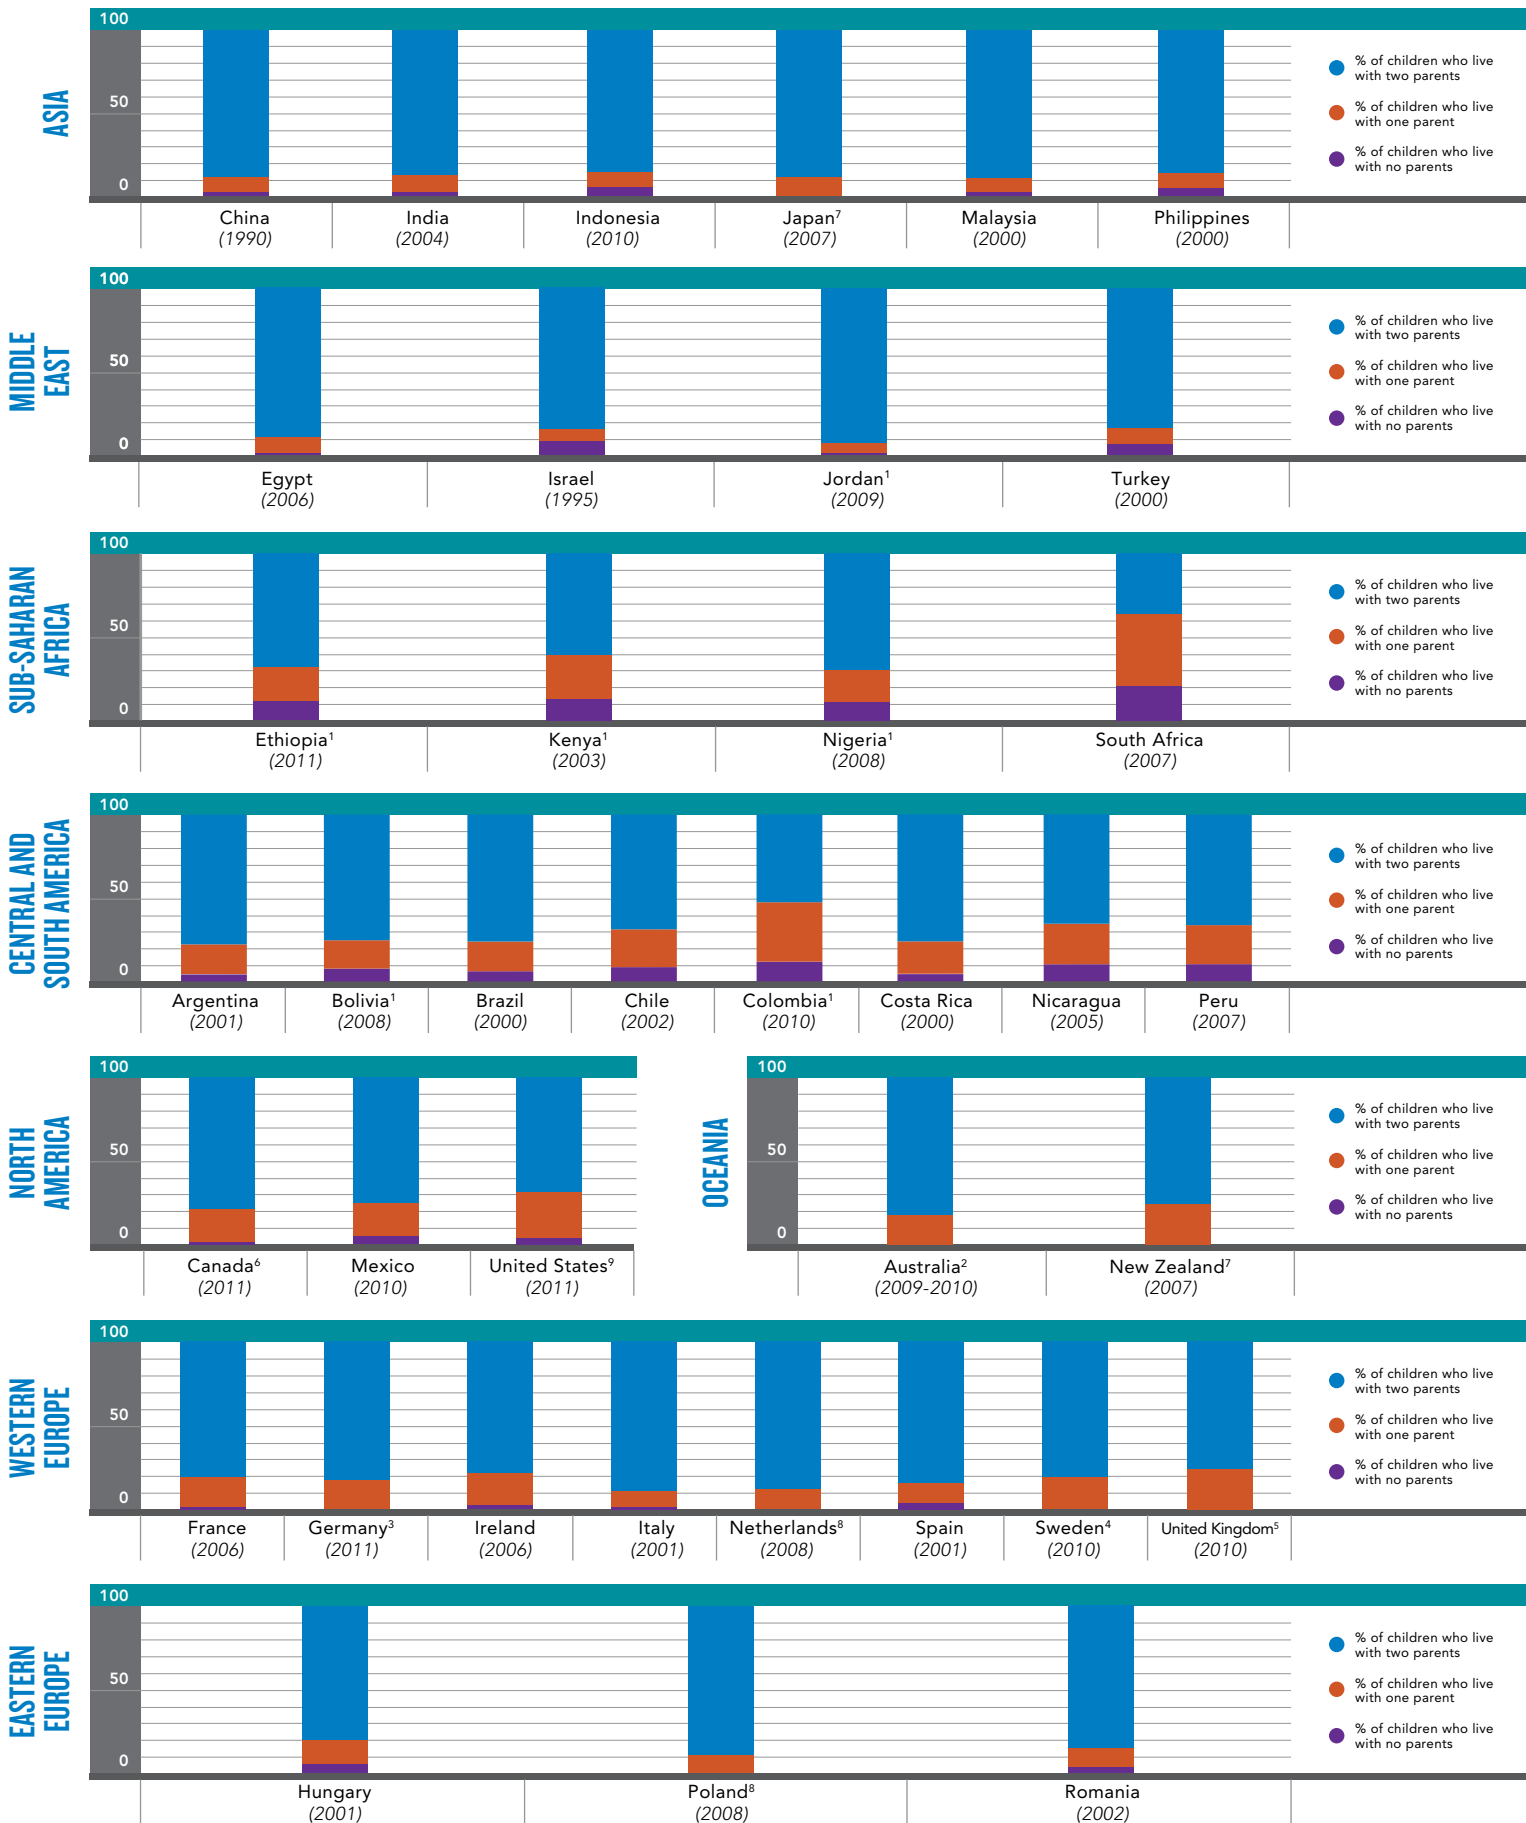 ASIA
100
50
0
% of children who live
with two parents
% of children who live
with one parent
% of children who live
with no parents
China
(1990)
India
(2004)
Indonesia
(2010)
Japan⁷
(2007)
Malaysia
(2000)
Philippines
(2000)
MIDDLE
EAST
100
50
0
% of children who live
with two parents
% of children who live
with one parent
% of children who live
with no parents
Egypt
(2006)
Israel
(1995)
Jordan¹
(2009)
Turkey
(2000)
SUB-SAHARAN
AFRICA
100
50
0
% of children who live
with two parents
% of children who live
with one parent
% of children who live
with no parents
Ethiopia¹
(2011)
Kenya¹
(2003)
Nigeria¹
(2008)
South Africa
(2007)
CENTRAL AND
SOUTH AMERICA
100
50
0
% of children who live
with two parents
% of children who live
with one parent
% of children who live
with no parents
Argentina
(2001)
Bolivia¹
(2008)
Brazil
(2000)
Chile
(2002)
Colombia¹
(2010)
Costa Rica
(2000)
Nicaragua
(2005)
Peru
(2007)
NORTH
AMERICA
100
50
0
Canada⁶
(2011)
Mexico
(2010)
United States⁹
(2011)
OCEANIA
100
50
0
% of children who live
with two parents
% of children who live
with one parent
% of children who live
with no parents
Australia²
(2009-2010)
New Zealand⁷
(2007)
WESTERN
EUROPE
100
50
0
% of children who live
with two parents
% of children who live
with one parent
% of children who live
with no parents
France
(2006)
Germany³
(2011)
Ireland
(2006)
Italy
(2001)
Netherlands⁸
(2008)
Spain
(2001)
Sweden⁴
(2010)
United Kingdom⁵
(2010)
EASTERN
EUROPE
100
50
0
% of children who live
with two parents
% of children who live
with one parent
% of children who live
with no parents
Hungary
(2001)
Poland⁸
(2008)
Romania
(2002)